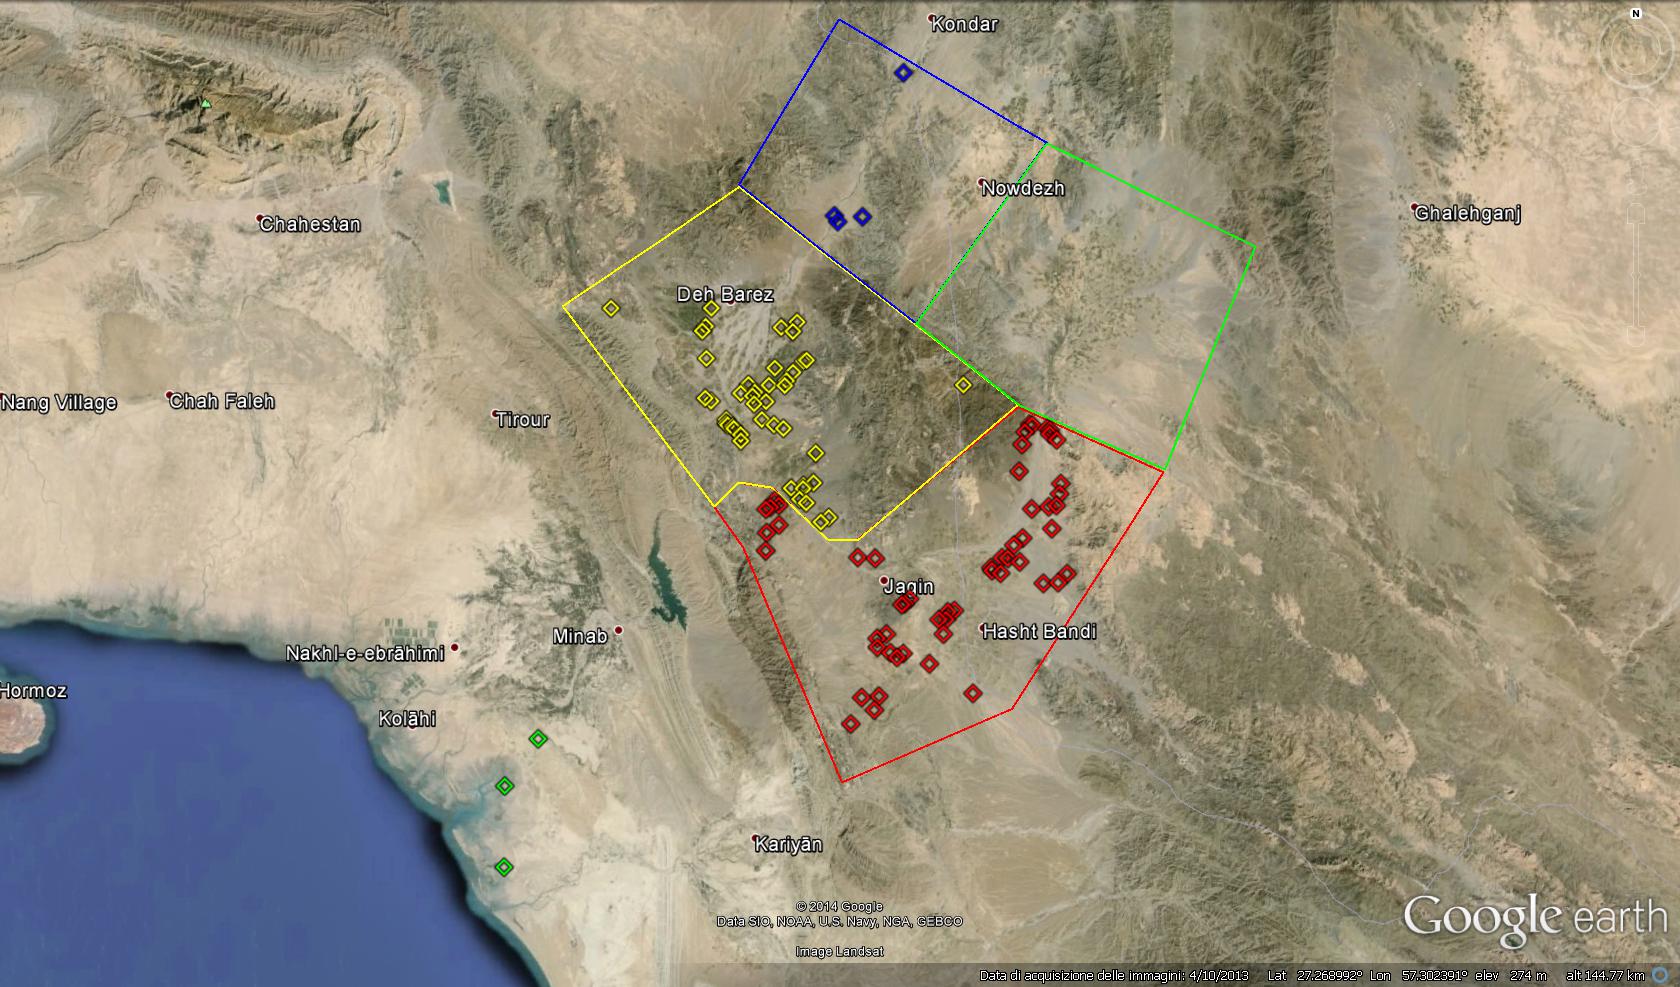 N
Kondar
Nowdezh
Ghalehganj
Chahestan
Deh Barez
Nang Village
Chah Faleh
Tirour
Jagin
Minab
Hasht Bandi
Nakhl-e-ebrāhimi
Hormoz
Kolāhi
Kariyān
© 2014 Google
Data SIO, NOAA, U.S. Navy, NGA, GEBCO
Image Landsat
Google earth
Data di acquisizione delle immagini: 4/10/2013 Lat 27.268992° Lon 57.302391° elev 274 m alt 144.77 km